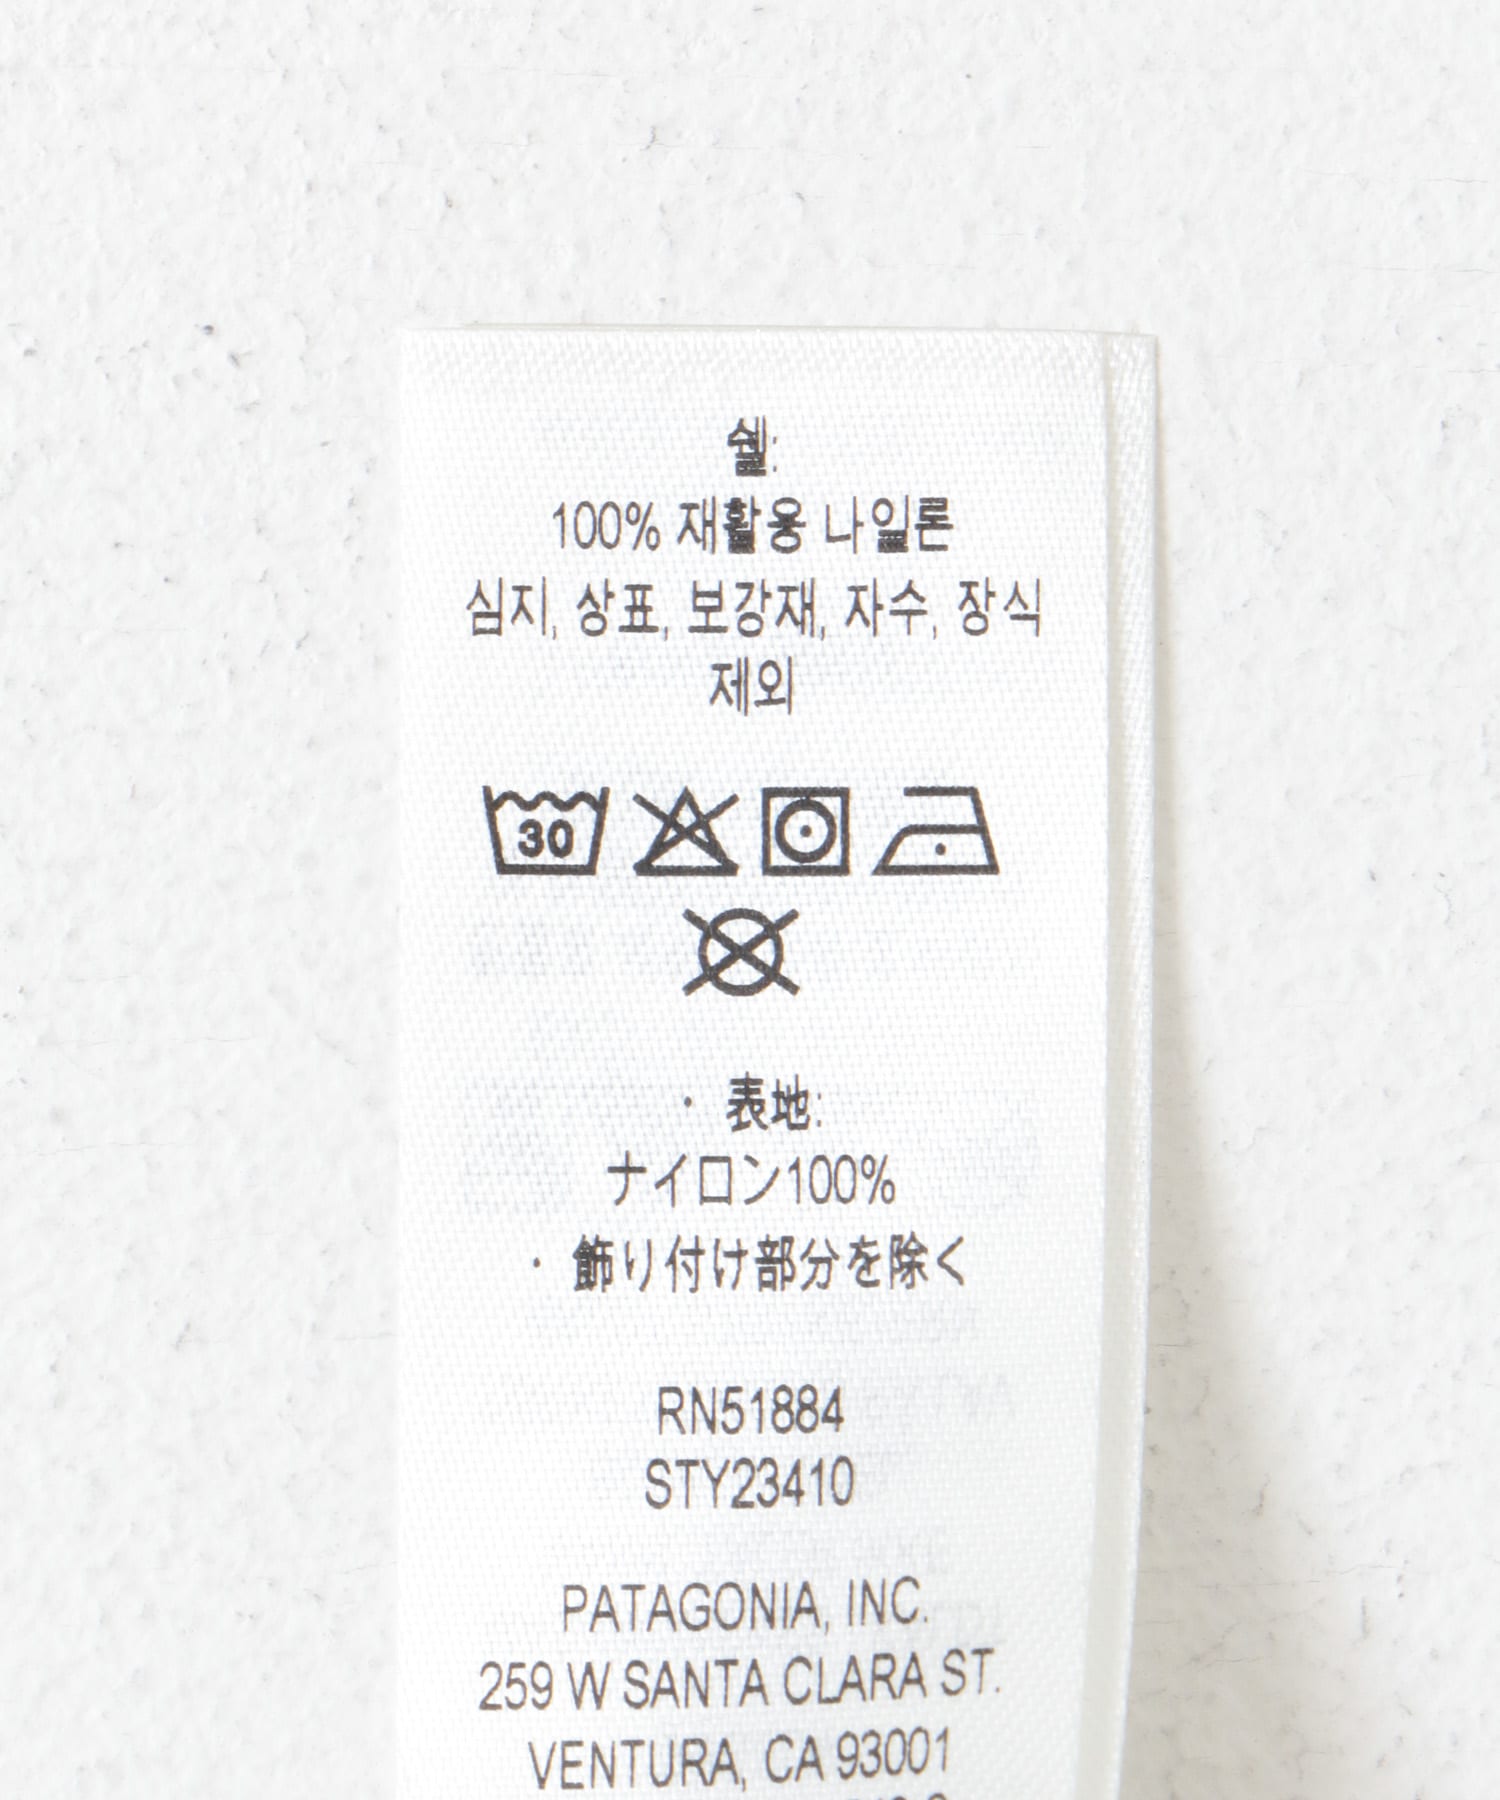 쉘:
100% 재활용 나일론
심지, 상표, 보강재, 자수, 장식
제외
30
・ 表地:
ナイロン100%
・ 飾り付け部分を除く
RN51884
STY23410
PATAGONIA, INC.
259 W SANTA CLARA ST.
VENTURA, CA 93001